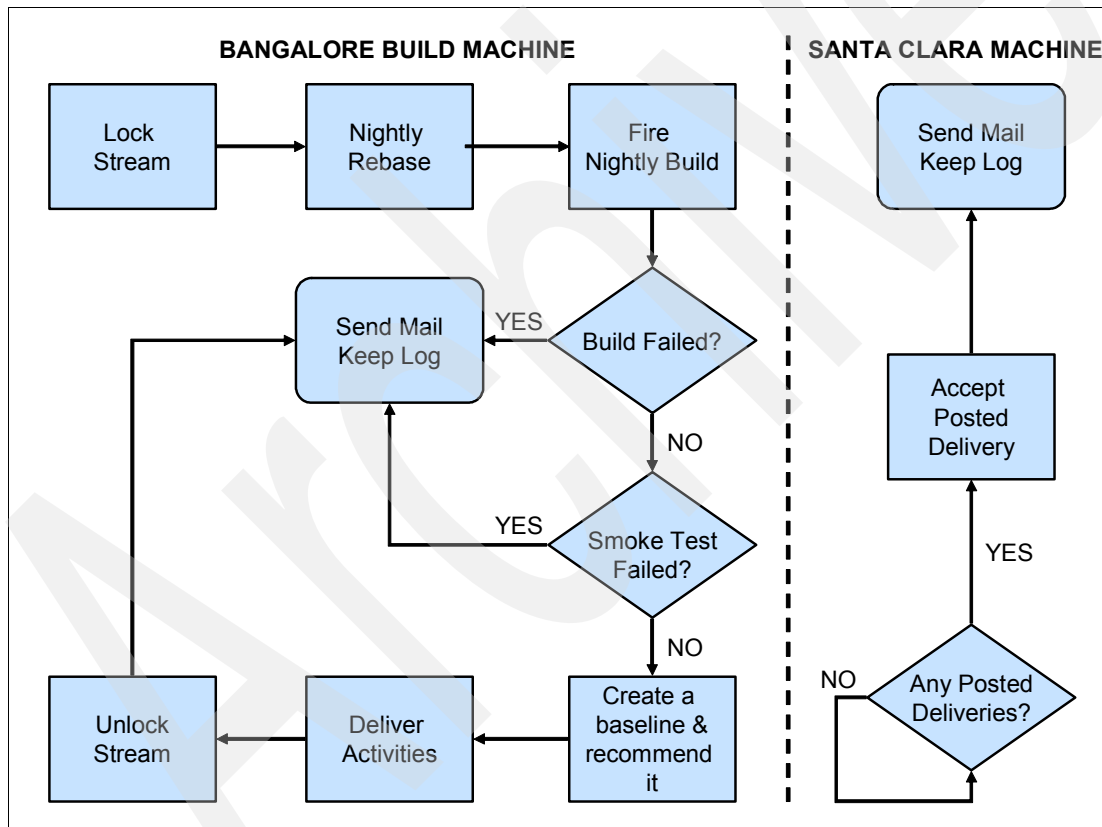 BANGALORE BUILD MACHINE
SANTA CLARA MACHINE
Lock
Stream
Nightly
Rebase
Fire
Nightly Build
Send Mail
Keep Log
Send Mail
Keep Log
YES
Build Failed?
Accept
Posted
Delivery
NO
YES
Smoke Test
Failed?
YES
NO
Unlock
Stream
Deliver
Activities
Create a
baseline &
recommend
it
NO
Any Posted
Deliveries?
Archive